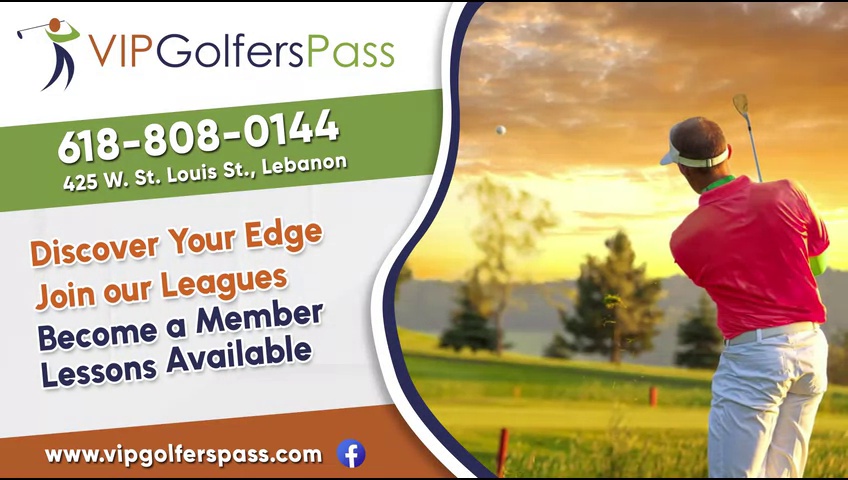 VIPGolfersPass
618-808-0144
425 W. St. Louis St., Lebanon
Discover Your Edge
Join our Leagues
Become a Member
Lessons Available
www.vipgolferspass.com